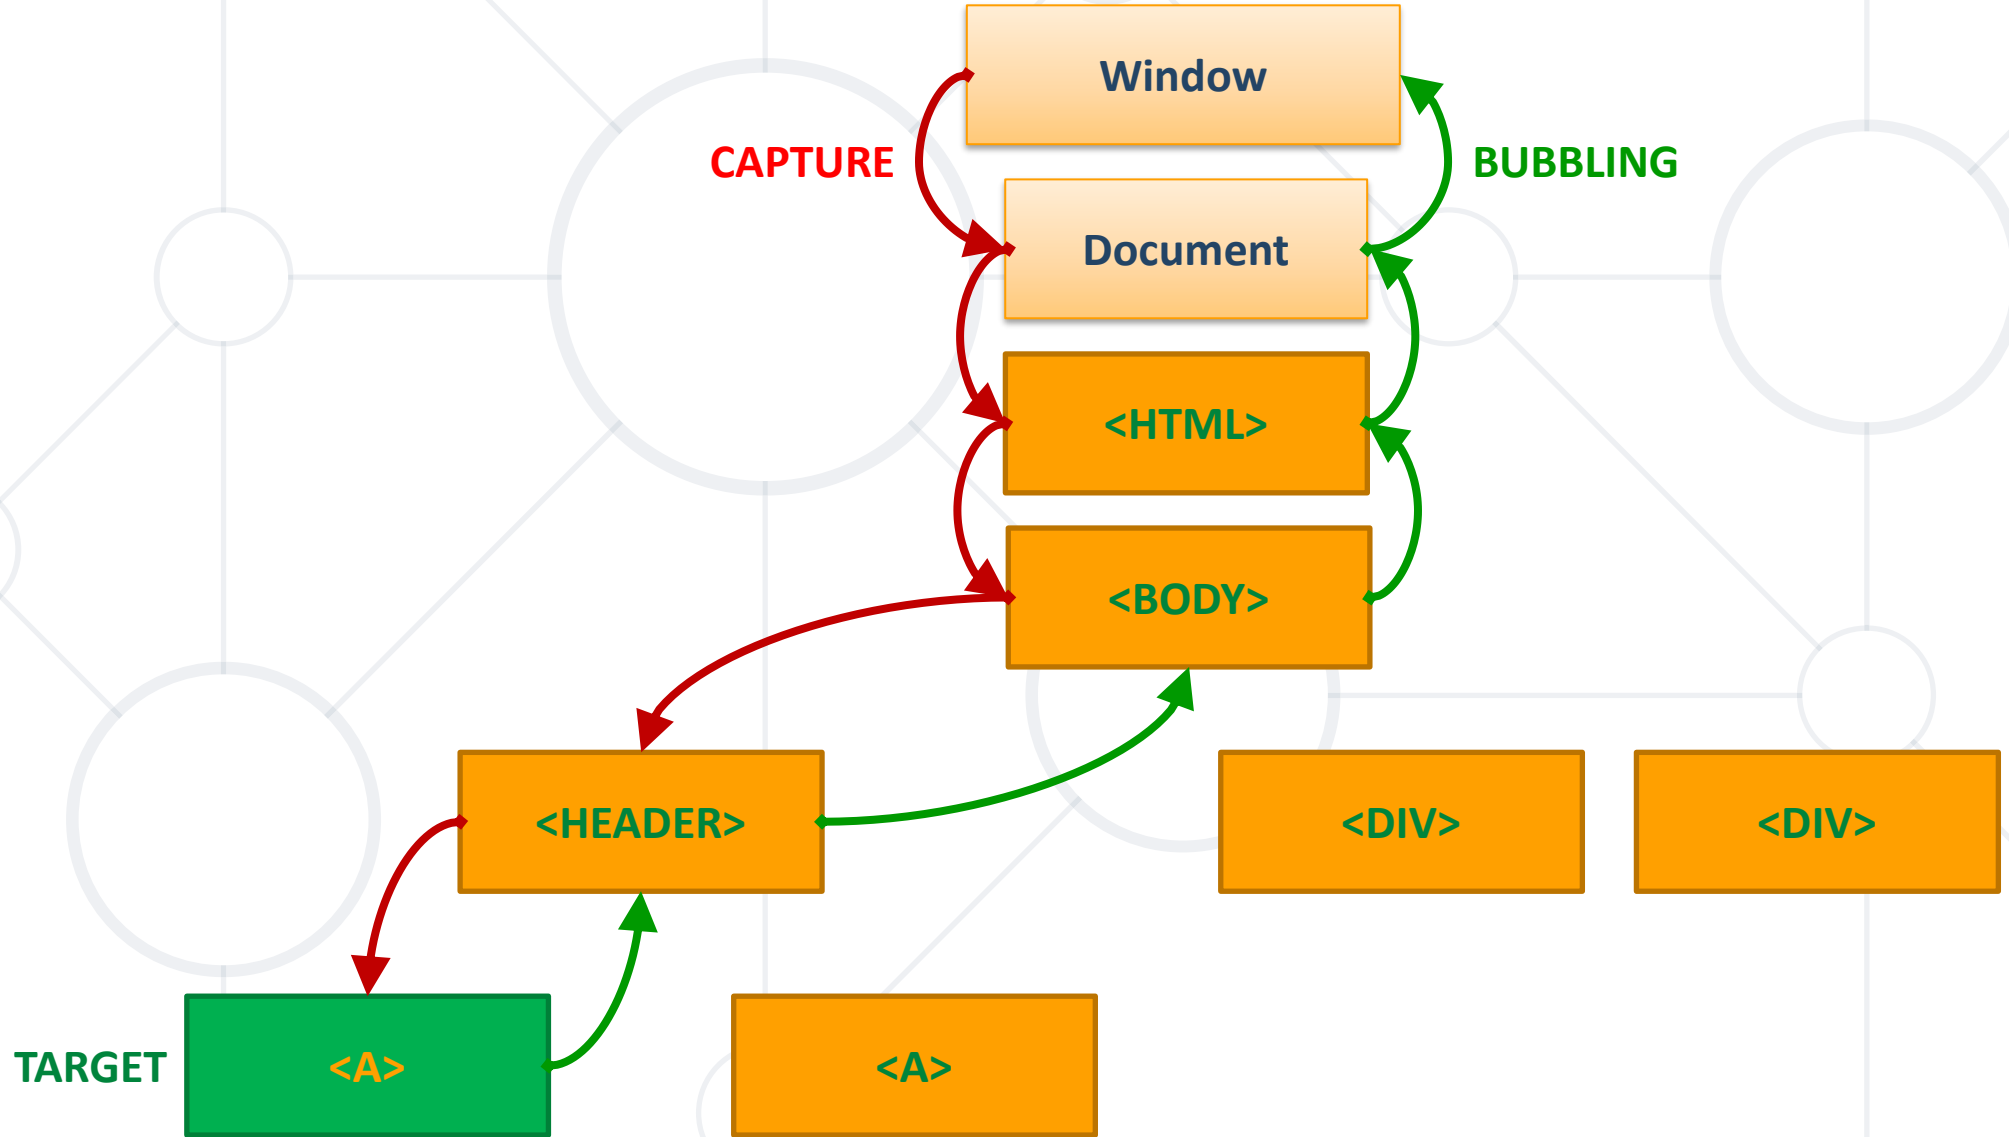 Window
CAPTURE
BUBBLING
Document
<HTML>
<BODY>
<HEADER>
<DIV>
<DIV>
TARGET
<A>
<A>